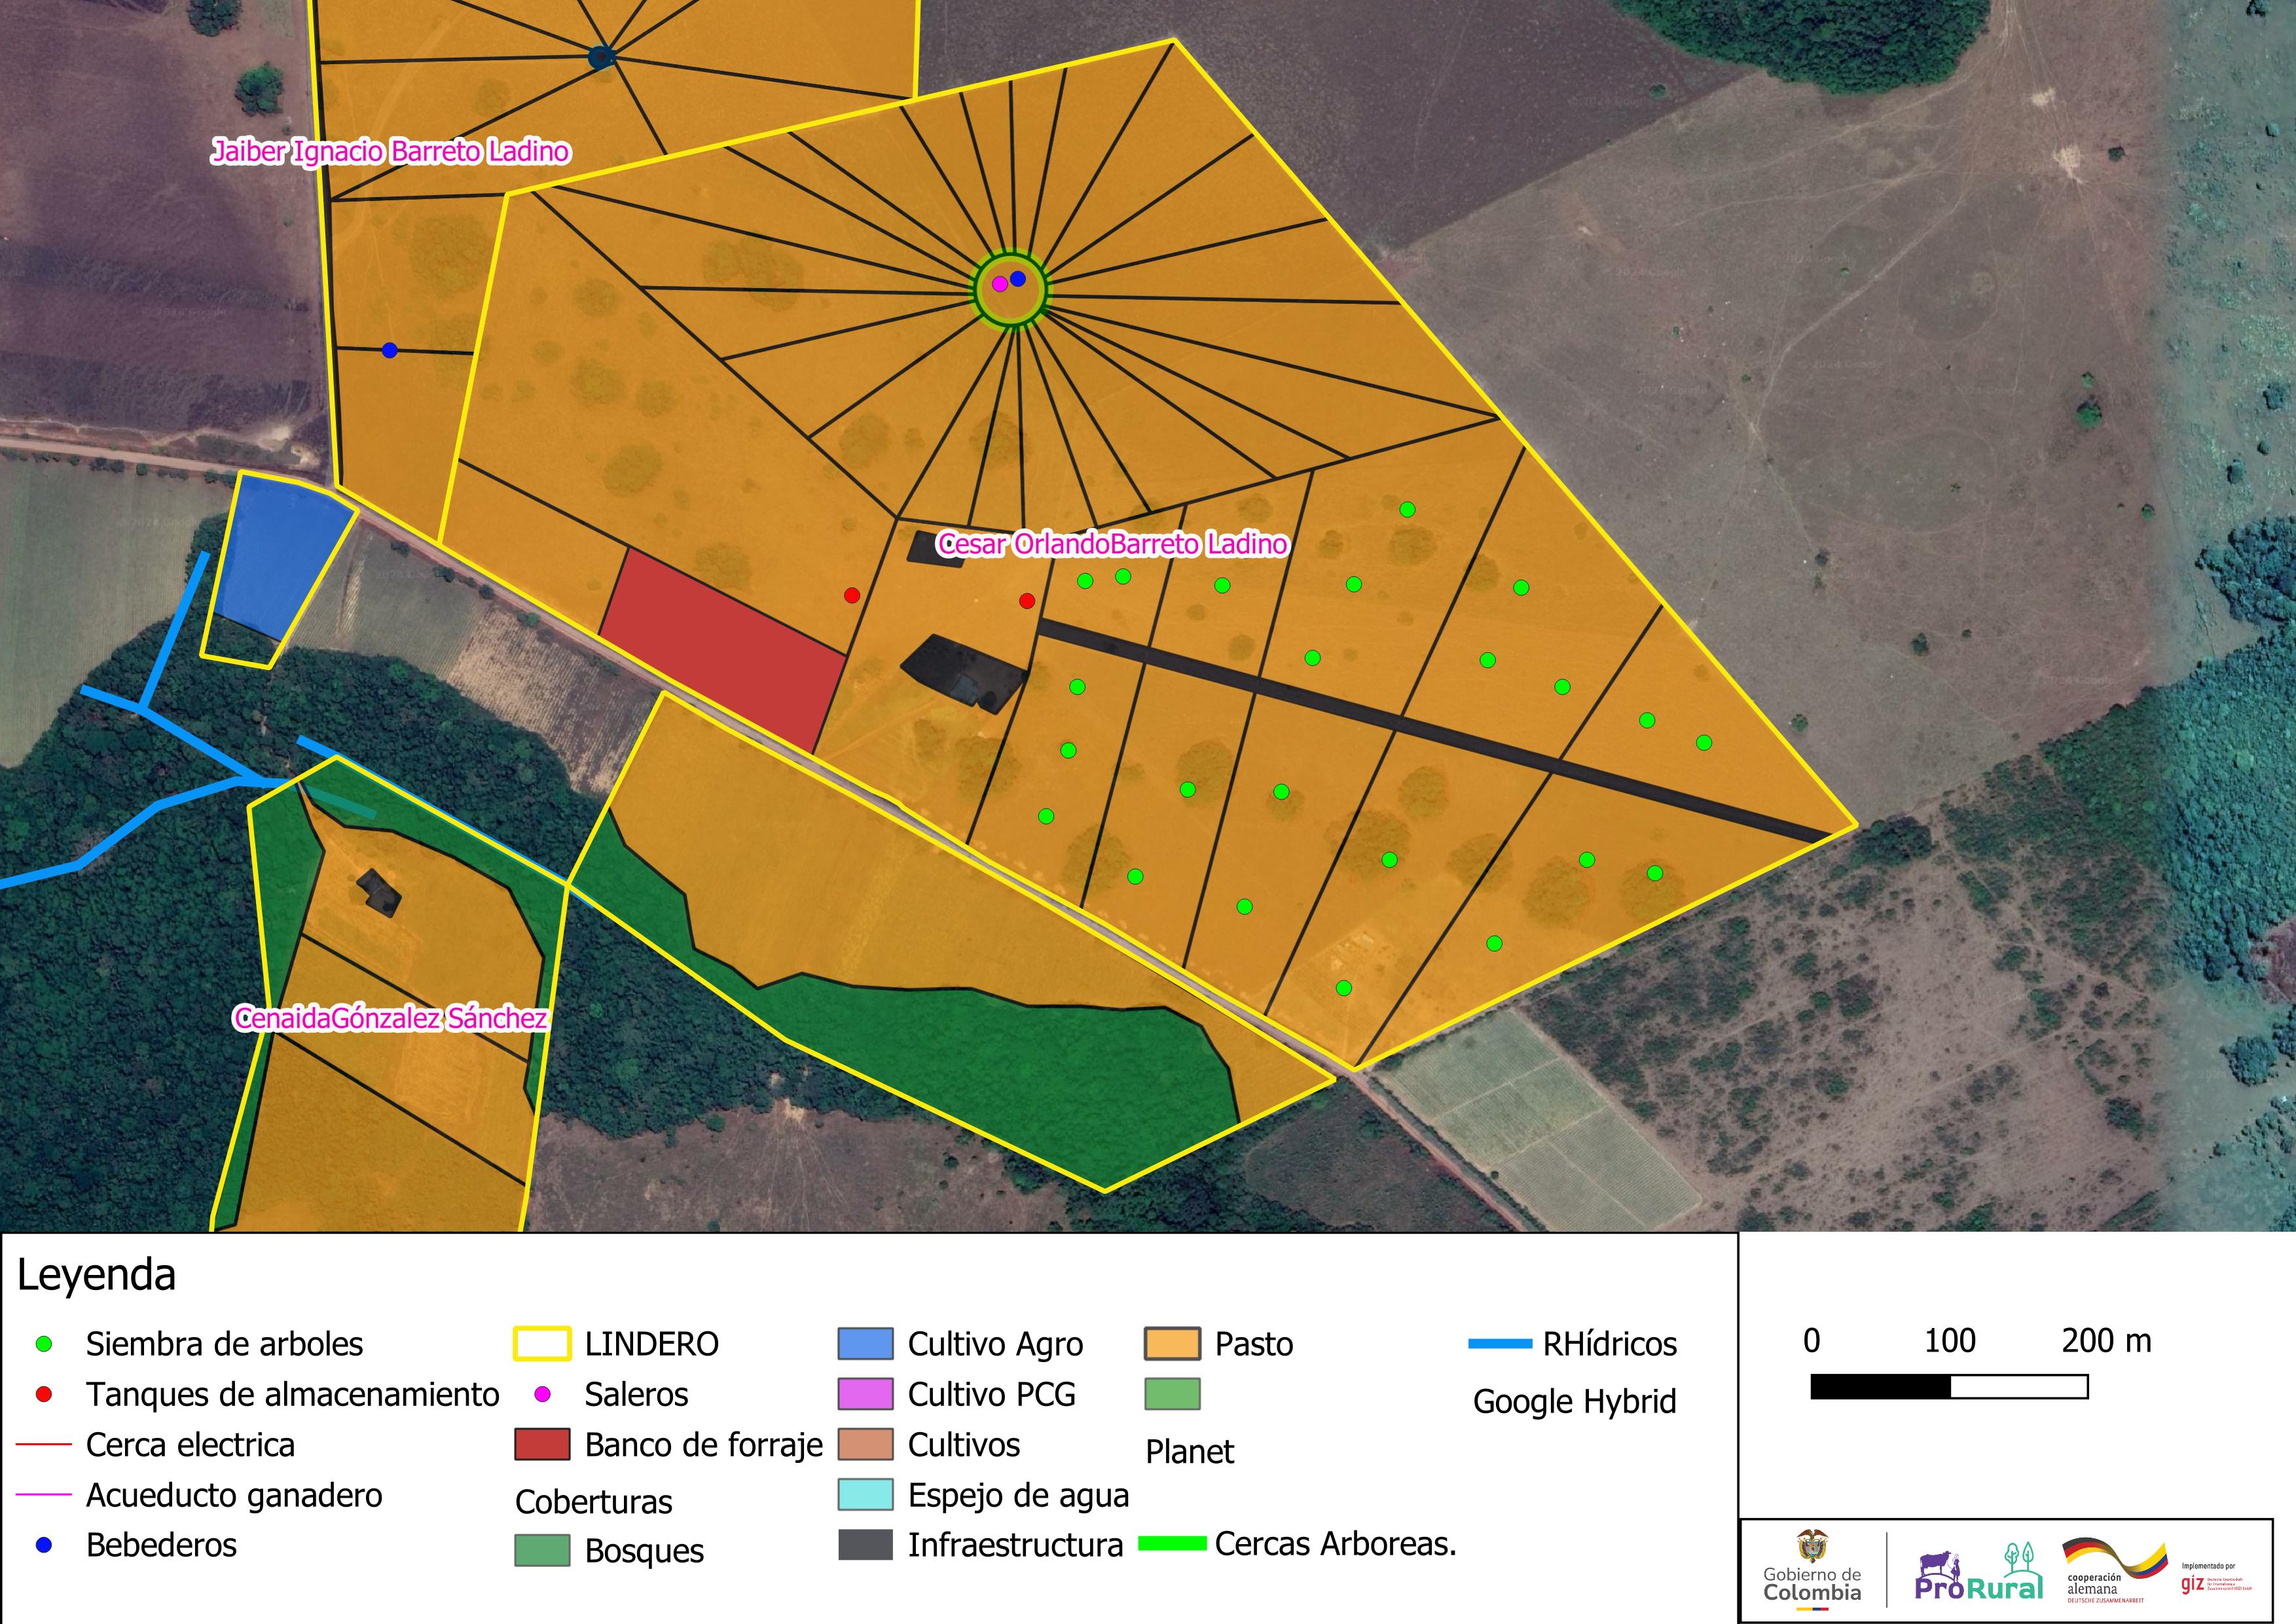 Jaiber Ignacio Barreto Ladino
Cesar OrlandoBarreto Ladino
CenaidaGónzalez Sánchez
Leyenda
Siembra de arboles
Tanques de almacenamiento
Cerca electrica
Acueducto ganadero
Bebederos
LINDERO
Saleros
Banco de forraje
Coberturas
Bosques
Cultivo Agro
Cultivo PCG
Cultivos
Espejo de agua
Infraestructura
Pasto
Planet
Cercas Arboreas.
RHídricos
Google Hybrid
0 100 200 m
Gobierno de
Colombia
ProRural
cooperación
alemana
DEUTSCHE ZUSAMMENARBEIT
Implementado por
giz